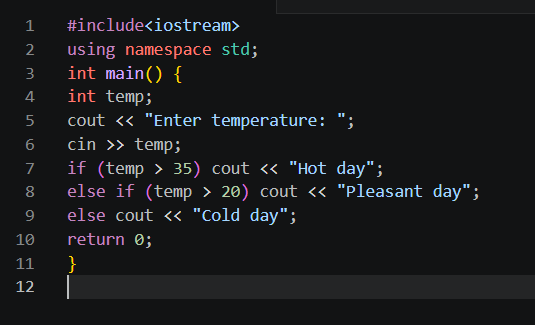 1 #include<iostream>
2 using namespace std;
3 int main() {
4 int temp;
5 cout << "Enter temperature: ";
6 cin >> temp;
7 if (temp > 35) cout << "Hot day";
8 else if (temp > 20) cout << "Pleasant day";
9 else cout << "Cold day";
10 return 0;
11 }
12